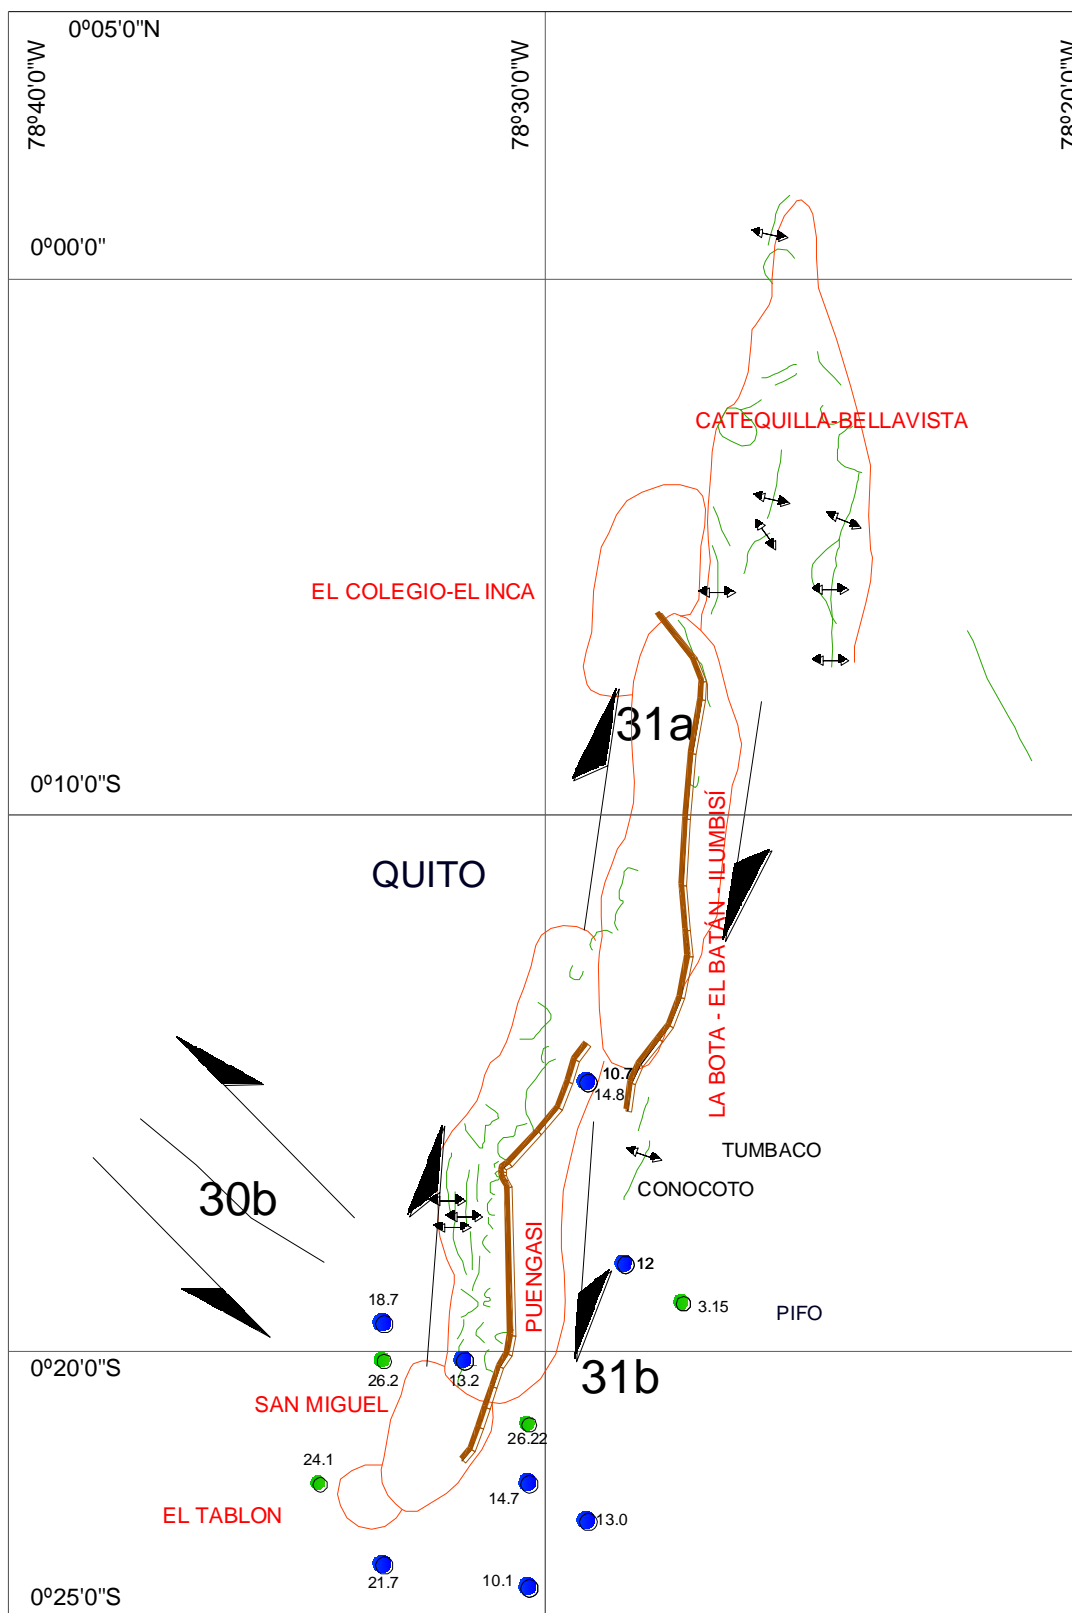 0º05'0"N
78º40'0"W
78º30'0"W
78º20'0"W
0º00'0"
CATEQUILLA-BELLAVISTA
EL COLEGIO-EL INCA
31a
0º10'0"S
QUITO
LA BOTA - EL BATÁN - ILUMBISÍ
10.7
14.8
TUMBACO
CONOCOTO
30b
PUENGASI
12
18.7
3.15
PIFO
0º20'0"S
26.2
13.2
31b
SAN MIGUEL
26.22
24.1
14.7
EL TABLON
13.0
21.7
10.1
0º25'0"S